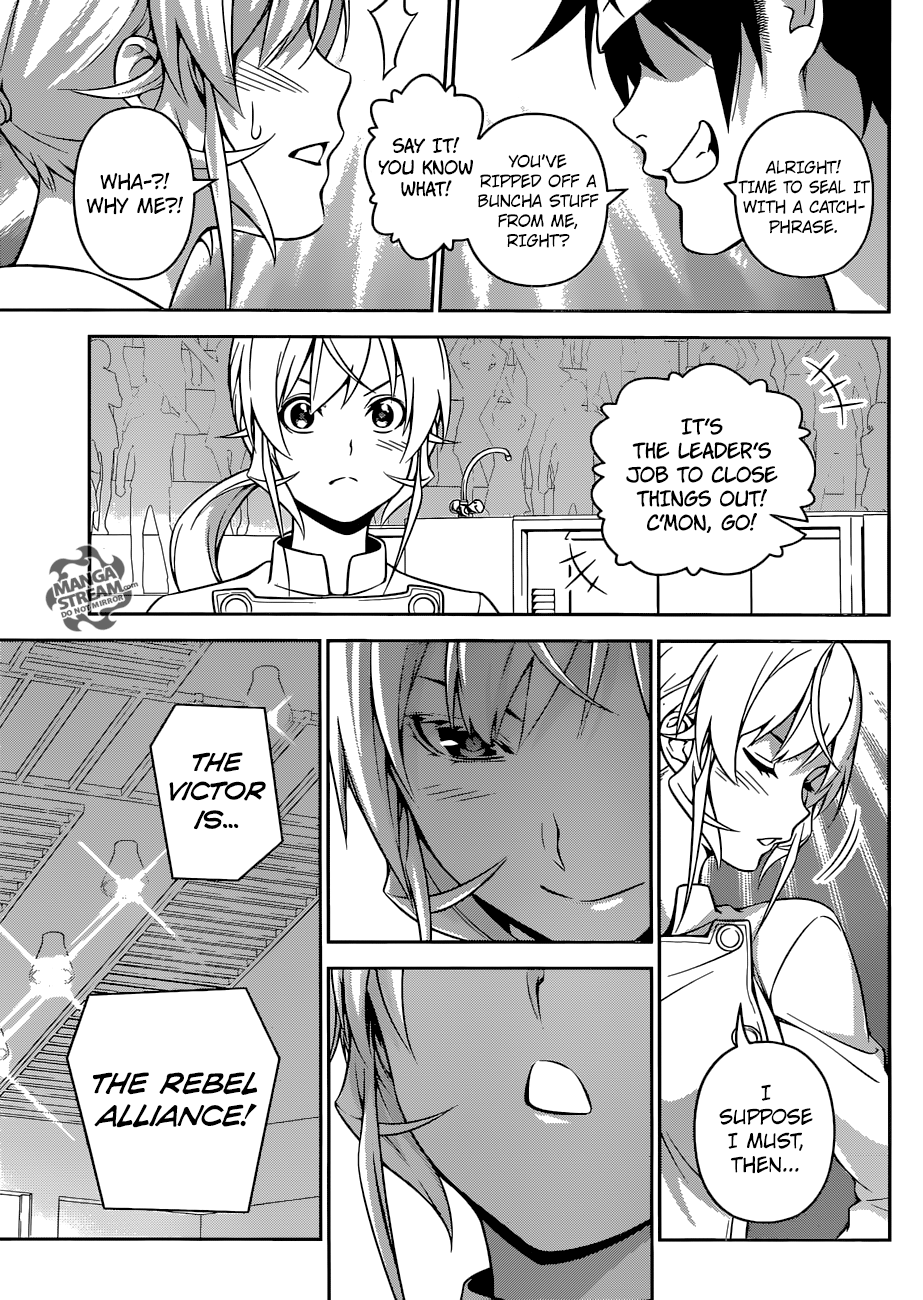 ALRIGHT!
TIME TO SEAL IT
WITH A CATCH-
PHRASE.
YOU'VE
RIPPED OFF A
BUNCHA STUFF
FROM ME,
RIGHT?
SAY IT!
YOU KNOW
WHAT!
WHA-?!
WHY ME?!
IT'S
THE LEADER'S
JOB TO CLOSE
THINGS OUT!
C'MON, GO!
MANGA
STREAM.com
DO NOT MIRROR
I
SUPPOSE
I MUST,
THEN...
THE
VICTOR
IS...
THE REBEL
ALLIANCE!